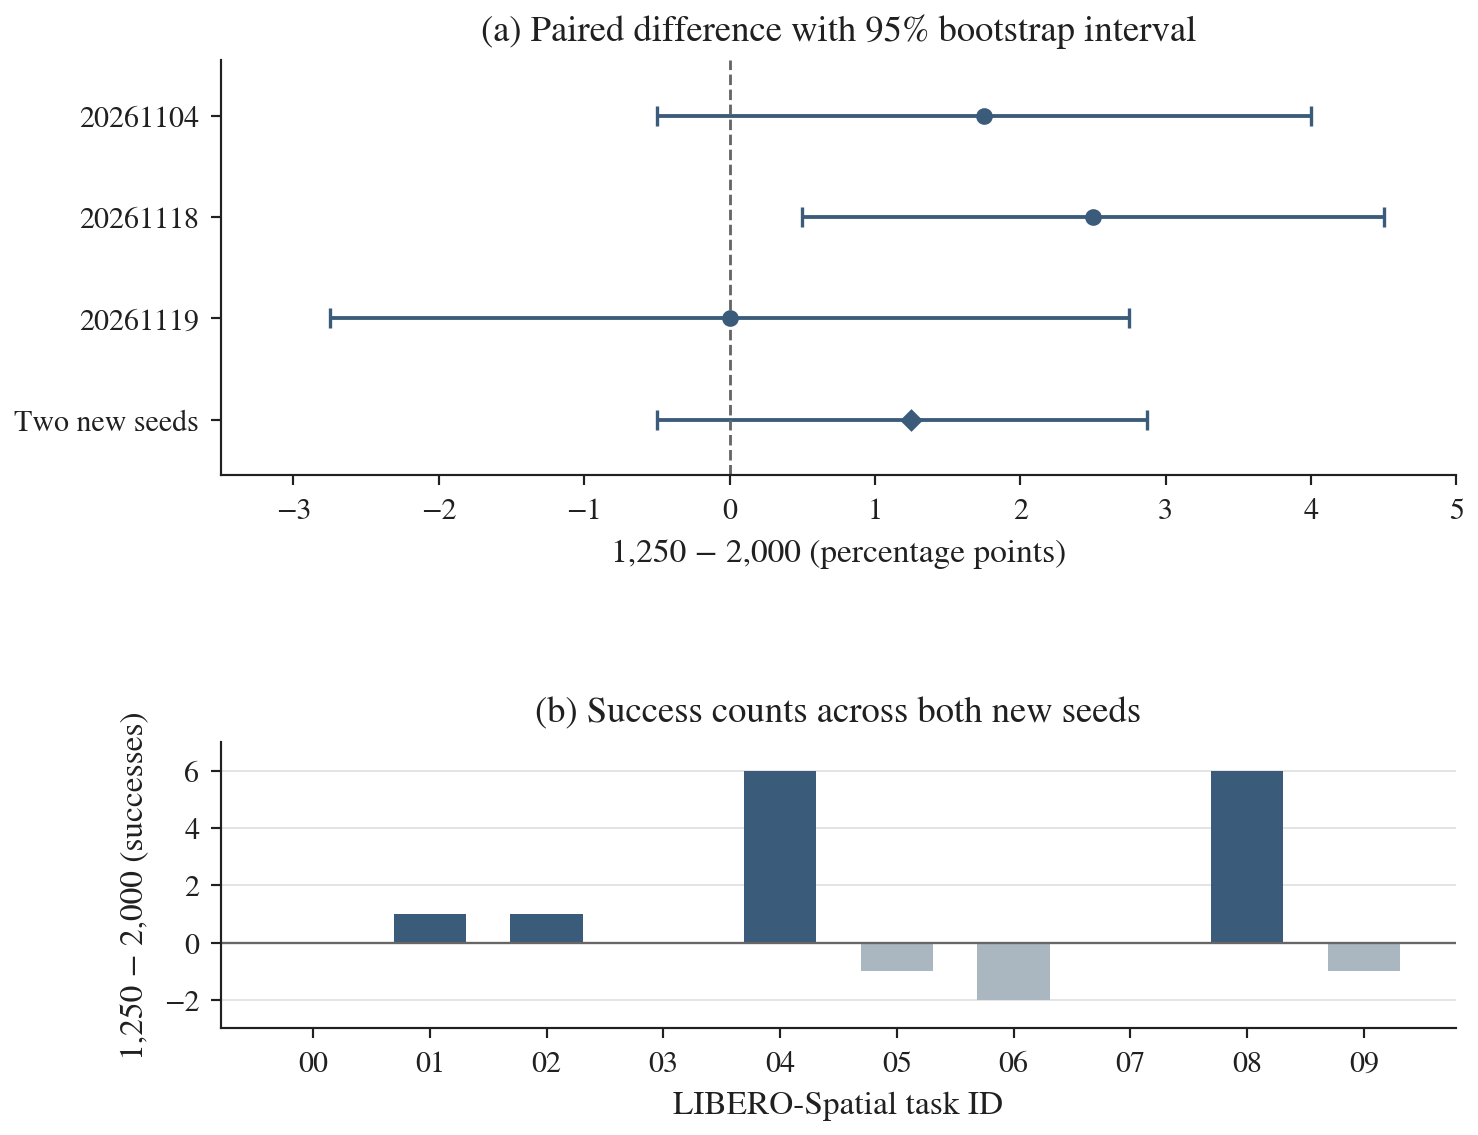 (a) Paired difference with 95% bootstrap interval
20261104
20261118
20261119
Two new seeds
−3 −2 −1 0 1 2 3 4 5
1,250 − 2,000 (percentage points)
(b) Success counts across both new seeds
1,250 − 2,000 (successes)
6
4
2
0
−2
00 01 02 03 04 05 06 07 08 09
LIBERO-Spatial task ID